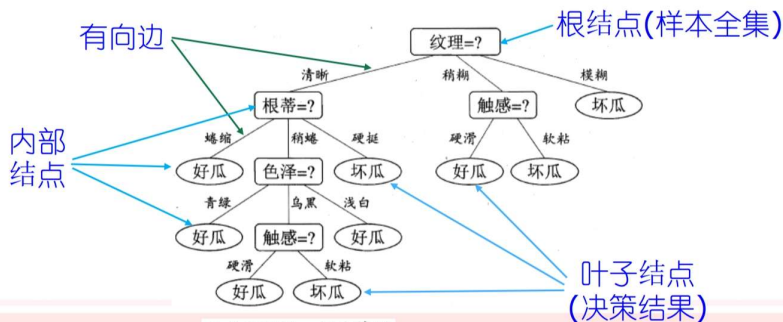 根结点(样本全集)
有向边
纹理=?
清晰
稍糊
模糊
根蒂=?
触感=?
坏瓜
内部
结点
蜷缩
稍蜷
硬挺
硬滑
软粘
好瓜
色泽=?
坏瓜
好瓜
坏瓜
青绿
乌黑
浅白
好瓜
触感=?
好瓜
硬滑
软粘
好瓜
坏瓜
叶子结点
(决策结果)